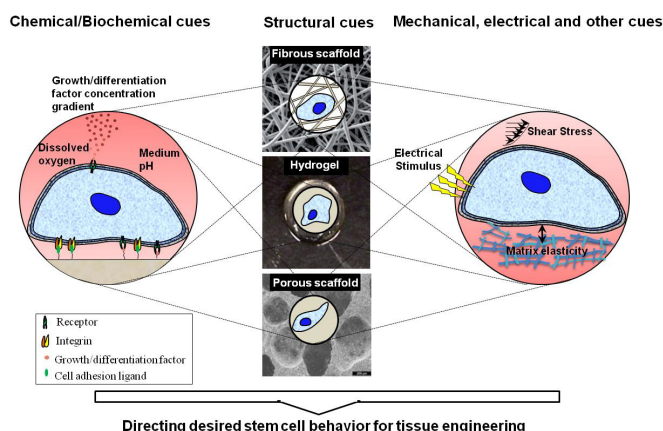 Chemical/Biochemical cues
Structural cues
Mechanical, electrical and other cues
Fibrous scaffold
Growth/differentiation
factor concentration
gradient
Dissolved
oxygen
Medium
pH
Hydrogel
Shear Stress
Electrical
Stimulus
Matrix elasticity
Porous scaffold
Receptor
Integrin
Growth/differentiation factor
Cell adhesion ligand
Directing desired stem cell behavior for tissue engineering